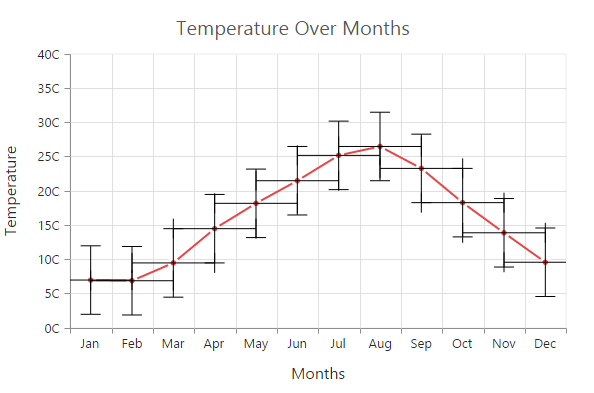 Temperature Over Months
40C
35C
30C
25C
20C
15C
10C
5C
0C
Temperature
Jan Feb Mar Apr May Jun Jul Aug Sep Oct Nov Dec
Months